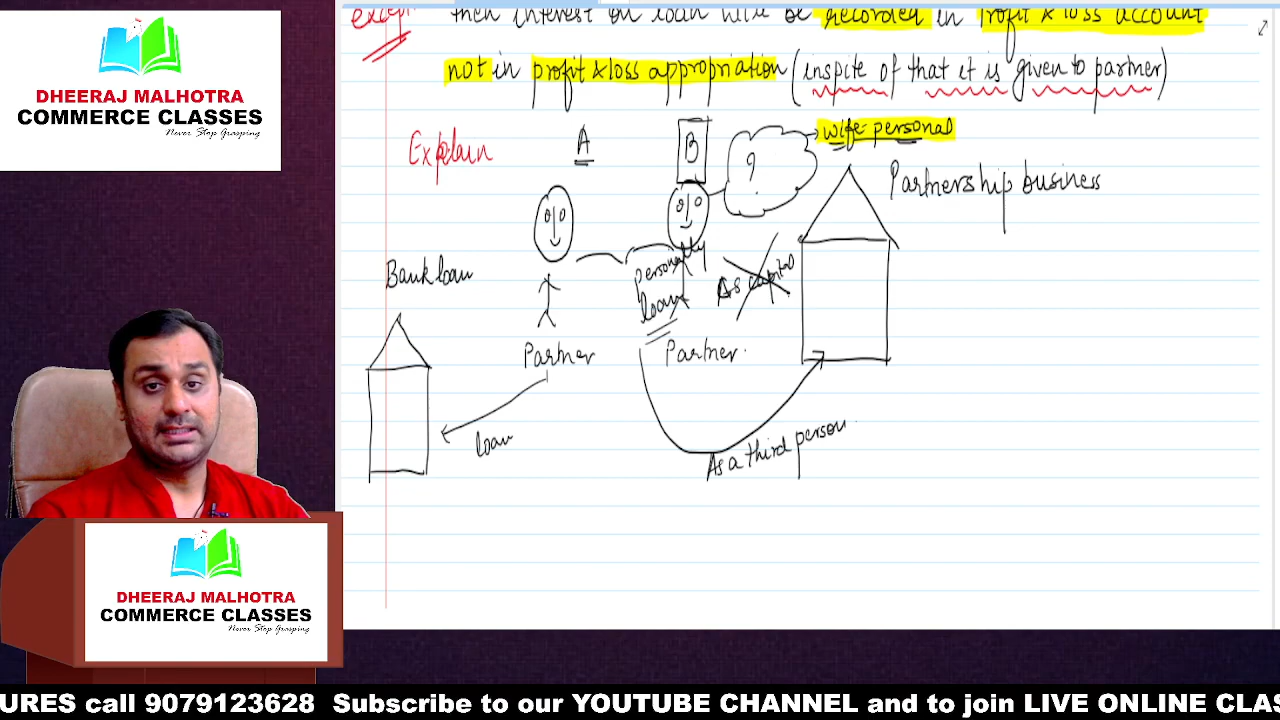 DHEERAJ MALHOTRA
COMMERCE CLASSES
Never Stop Grasping
except then interest on loan will be recorded in profit & loss account
not in profit & loss appropriation (inspite of that it is given to partner)
Explain
A
B
?
wife personal
Partnership business
Bank loan
Personally
loan
As capital
Partner
Partner.
loan
As a third person
DHEERAJ MALHOTRA
COMMERCE CLASSES
Never Stop Grasping
URES call 9079123628 Subscribe to our YOUTUBE CHANNEL and to join LIVE ONLINE CLAS